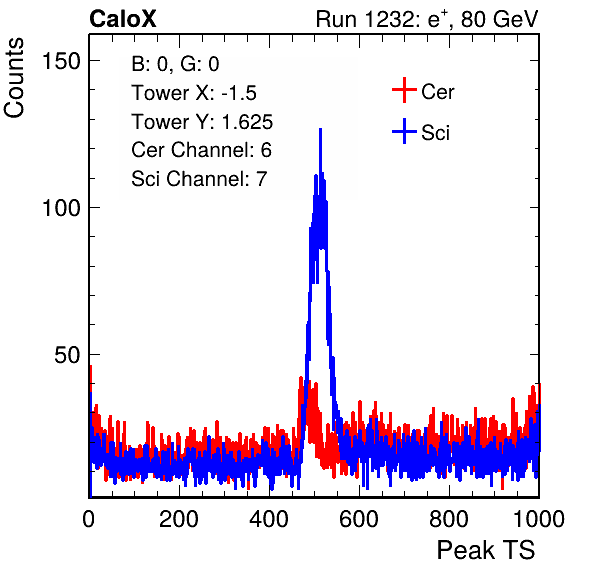 CaloX
Run 1232: e+, 80 GeV
Counts
150
100
50
B: 0, G: 0
Tower X: -1.5
Tower Y: 1.625
Cer Channel: 6
Sci Channel: 7
Cer
Sci
0
200
400
600
800
1000
Peak TS